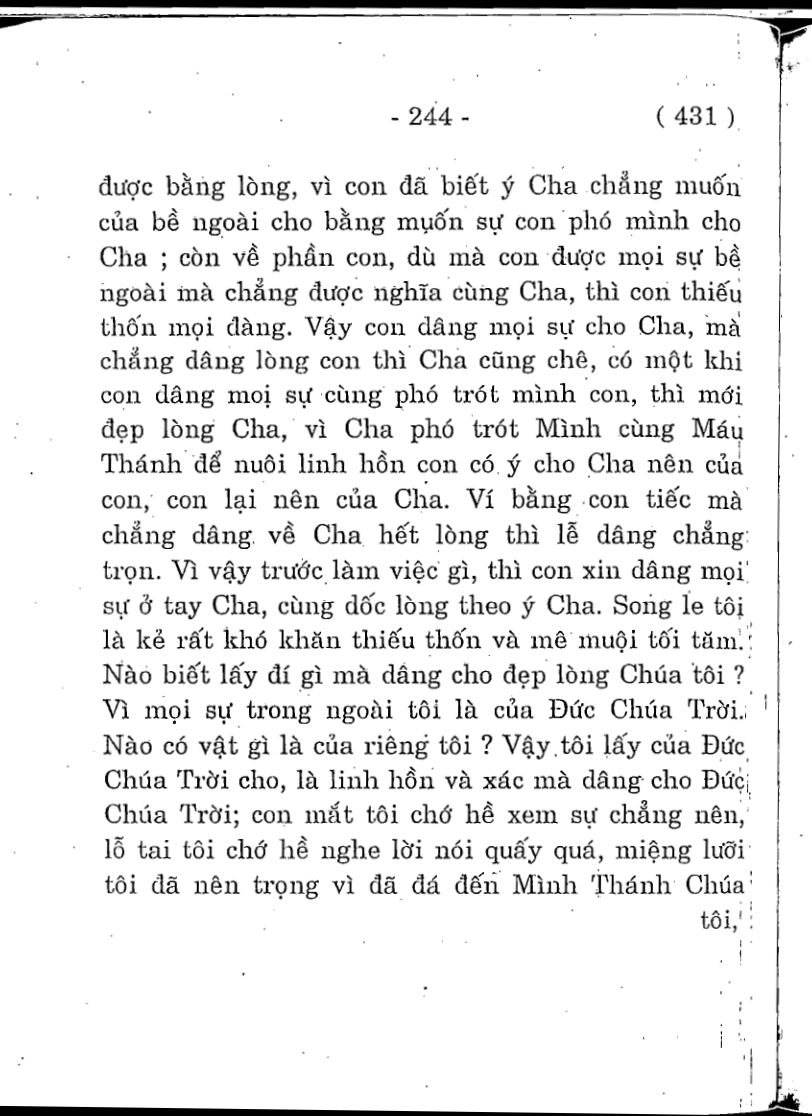 - 244 - ( 431 )
được bằng lòng, vì con đã biết ý Cha chẳng muốn
của bề ngoài cho bằng muốn sự con phó mình cho
Cha ; còn về phần con, dù mà con được mọi sự bề
ngoài mà chẳng được nghĩa cùng Cha, thì con thiếu
thốn mọi đàng. Vậy con dâng mọi sự cho Cha, mà
chẳng dâng lòng con thì Cha cũng chê, có một khi
con dâng mọi sự cùng phó trót mình con, thì mới
đẹp lòng Cha, vì Cha phó trót Mình cùng Máu
Thánh để nuôi linh hồn con có ý cho Cha nên của
con, con lại nên của Cha. Ví bằng con tiếc mà
chẳng dâng về Cha hết lòng thì lễ dâng chẳng
trọn. Vì vậy trước làm việc gì, thì con xin dâng mọi
sự ở tay Cha, cùng dốc lòng theo ý Cha. Song le tôi
là kẻ rất khó khăn thiếu thốn và mê muội tối tăm.
Nào biết lấy đí gì mà dâng cho đẹp lòng Chúa tôi ?
Vì mọi sự trong ngoài tôi là của Đức Chúa Trời.
Nào có vật gì là của riêng tôi ? Vậy tôi lấy của Đức
Chúa Trời cho, là linh hồn và xác mà dâng cho Đức
Chúa Trời; con mắt tôi chớ hề xem sự chẳng nên,
lỗ tai tôi chớ hề nghe lời nói quấy quá, miệng lưỡi
tôi đã nên trọng vì đã đá đến Mình Thánh Chúa
tôi,